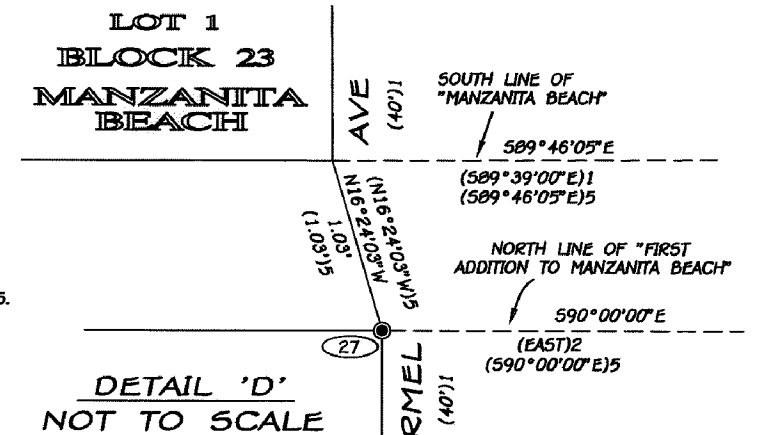 LOT 1
BLOCK 23
MANZANITA
BEACH
AVE
(40')1
SOUTH LINE OF
"MANZANITA BEACH"
S89°46'05"E
(S89°39'00"E)1
(S89°46'05"E)5
(N16°24'03"W)5
N16°24'03"W
1.03'
(1.03')5
NORTH LINE OF "FIRST
ADDITION TO MANZANITA BEACH"
5.
S90°00'00"E
(EAST)2
(S90°00'00"E)5
27
RMEL
(40')1
DETAIL 'D'
NOT TO SCALE